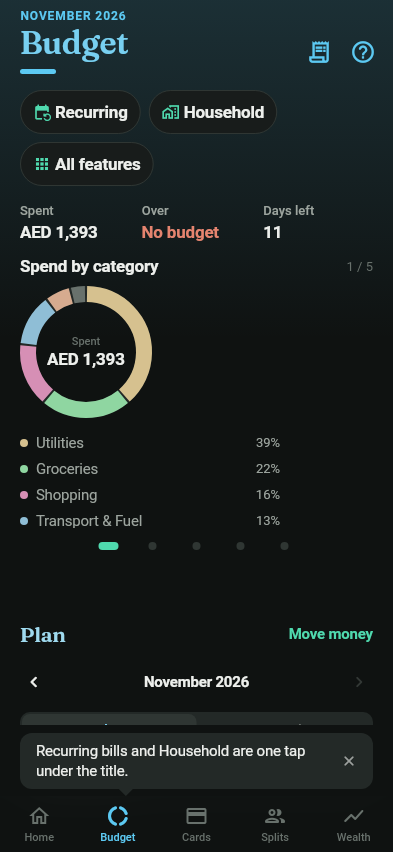 NOVEMBER 2026
Budget
Recurring
Household
All features
Spent
Over
Days left
AED 1,393
No budget
11
Spend by category
1 / 5
Spent
AED 1,393
Utilities 39%
Groceries 22%
Shopping 16%
Transport & Fuel 13%
Plan
Move money
November 2026
Recurring bills and Household are one tap
under the title.
Home
Budget
Cards
Splits
Wealth